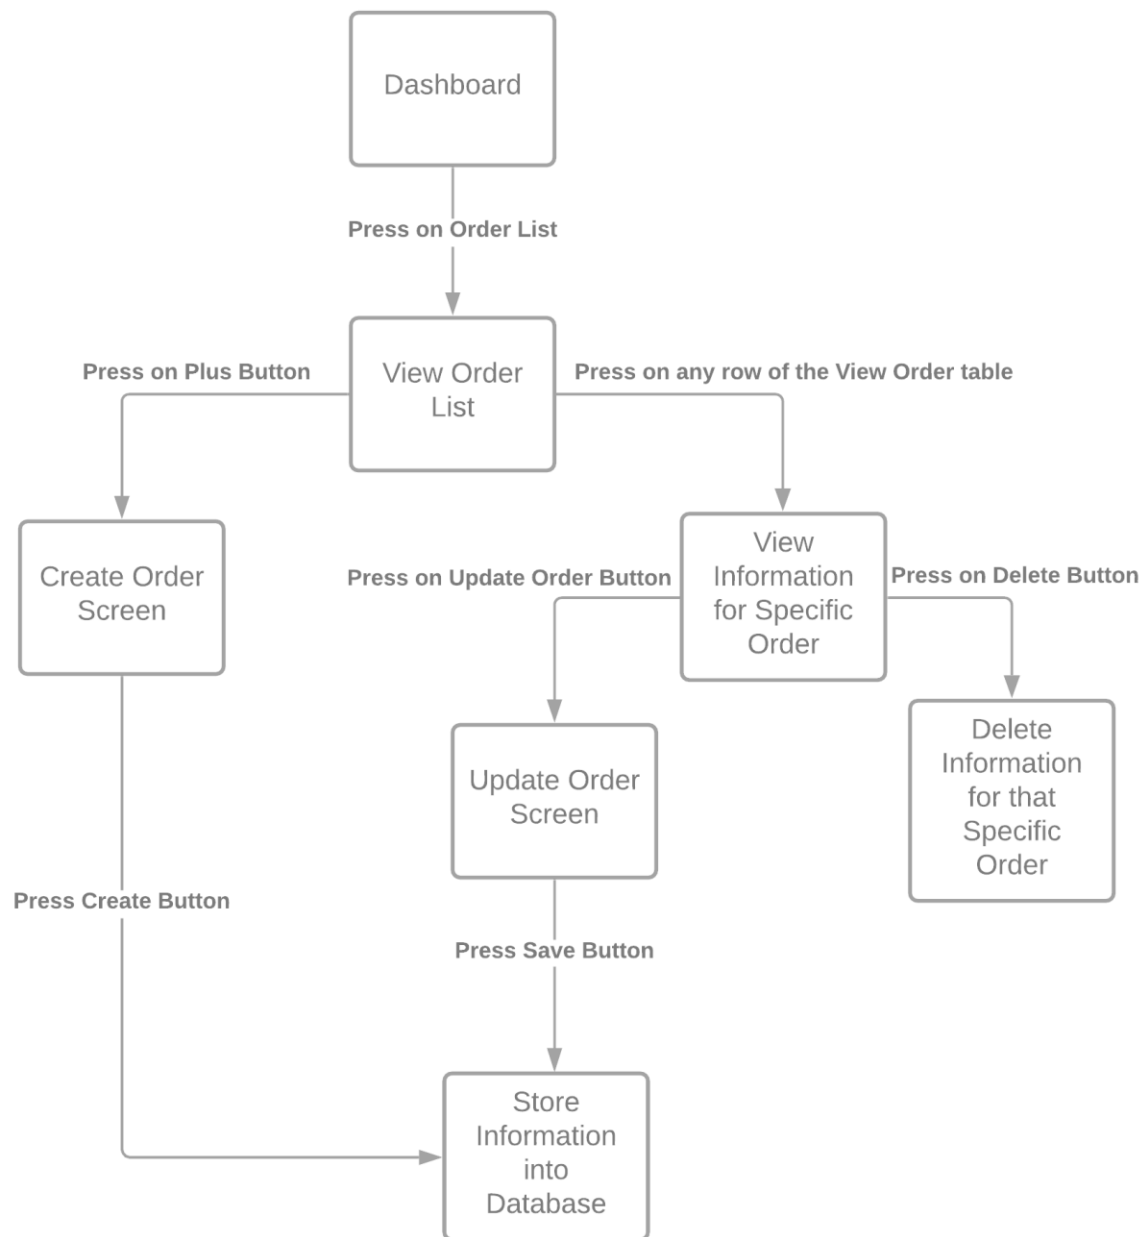 Dashboard
Press on Order List
Press on Plus Button
View Order
List
Press on any row of the View Order table
Create Order
Screen
Press on Update Order Button
View
Information
for Specific
Order
Press on Delete Button
Update Order
Screen
Delete
Information
for that
Specific
Order
Press Create Button
Press Save Button
Store
Information
into
Database